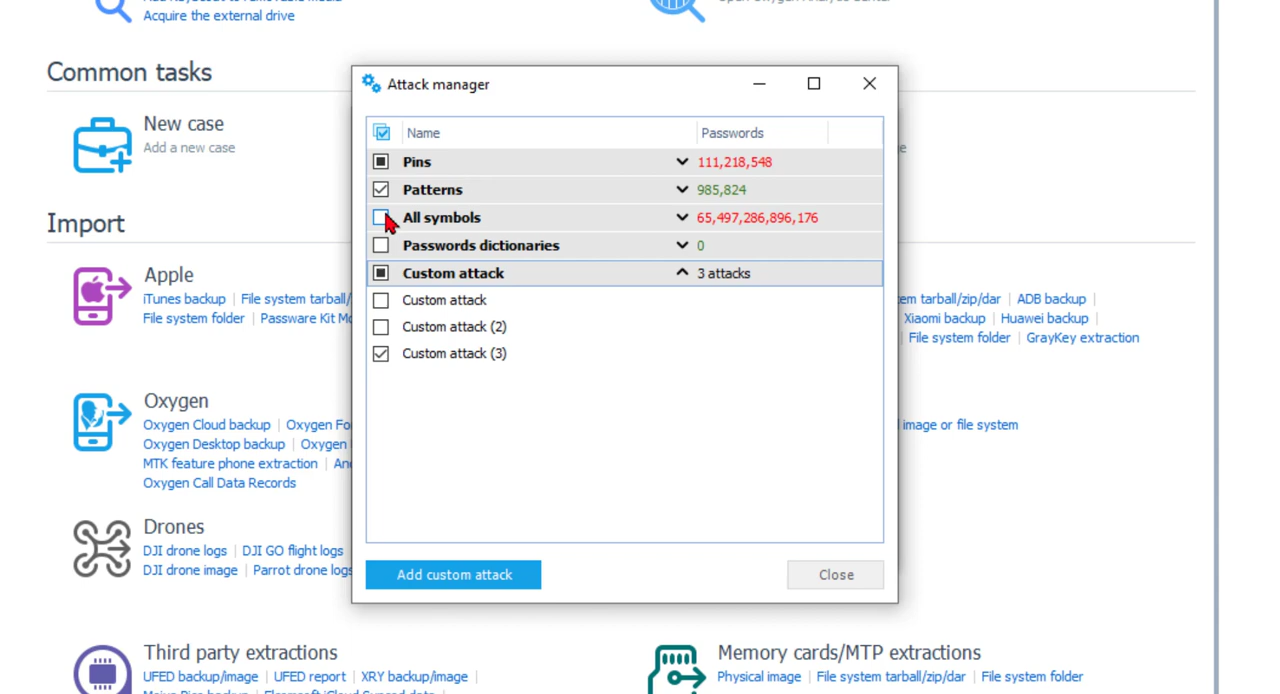 Acquire the external drive
Common tasks
New case
Add a new case
Import
Apple
iTunes backup | File system tarball/
File system folder | Passware Kit Mo
em tarball/zip/dar | ADB backup |
Xiaomi backup | Huawei backup |
File system folder | GrayKey extraction
Oxygen
Oxygen Cloud backup | Oxygen Fo
Oxygen Desktop backup | Oxygen
MTK feature phone extraction | An
Oxygen Call Data Records
image or file system
Drones
DJI drone logs | DJI GO flight logs
DJI drone image | Parrot drone logs
Third party extractions
UFED backup/image | UFED report | XRY backup/image |
Memory cards/MTP extractions
Physical image | File system tarball/zip/dar | File system folder
Attack manager
Name Passwords
Pins 111,218,548
Patterns 985,824
All symbols 65,497,286,896,176
Passwords dictionaries 0
Custom attack 3 attacks
Custom attack
Custom attack (2)
Custom attack (3)
Add custom attack Close